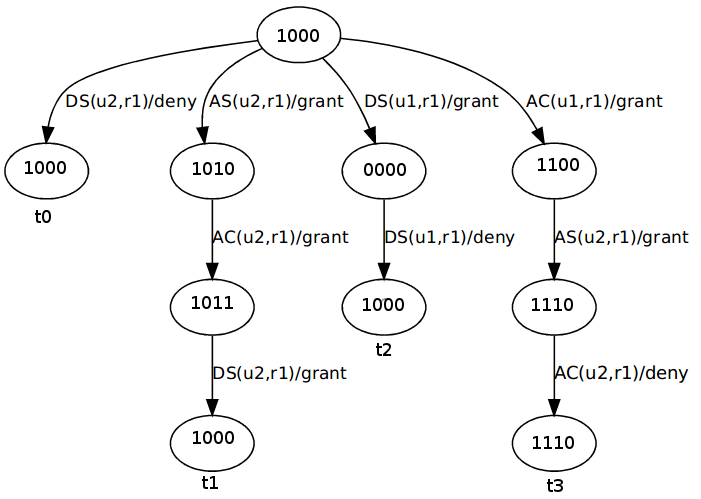 1000
DS(u2,r1)/deny AS(u2,r1)/grant DS(u1,r1)/grant AC(u1,r1)/grant
1000 1010 0000 1100
t0
AC(u2,r1)/grant DS(u1,r1)/deny AS(u2,r1)/grant
1011 1000 1110
t2
DS(u2,r1)/grant AC(u2,r1)/deny
1000 1110
t1 t3